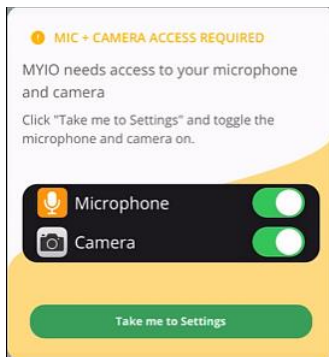 MIC + CAMERA ACCESS REQUIRED
MYIO needs access to your microphone
and camera
Click "Take me to Settings" and toggle the
microphone and camera on.
Microphone
Camera
Take me to Settings